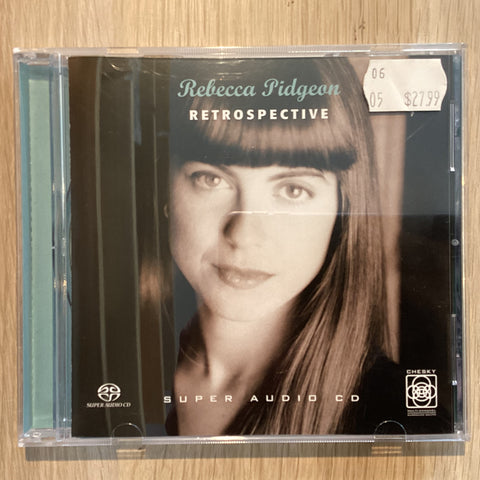 Rebecca Pidgeon
RETROSPECTIVE
06
05 $27.99
SUPER AUDIO CD
SUPER AUDIO CD
CHESKY